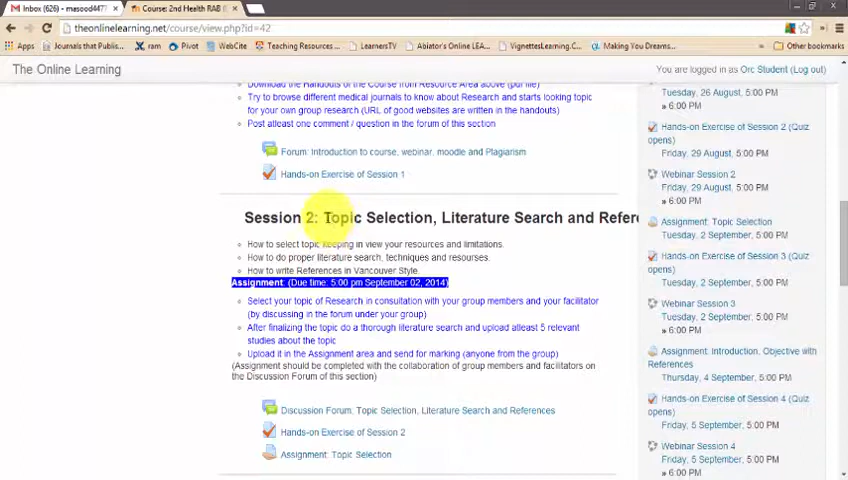 Inbox (626) - masood4477
Course: 2nd Health RAB
theonlinelearning.net/course/view.php?id=42
Apps
Journals that Publis...
ram
Pivot
WebCite
Teaching Resources ...
LearnersTV
Abiator's Online LEA...
VignettesLearning.C...
Making You Dreams...
Other bookmarks
The Online Learning
You are logged in as Orc Student (Log out)
Download the Handouts of the Course from Resource Area above (pdf file)
Try to browse different medical journals to know about Research and starts looking topic
for your own group research (URL of good websites are written in the handouts)
Post atleast one comment / question in the forum of this section
Forum: Introduction to course, webinar, moodle and Plagiarism
Hands-on Exercise of Session 1
Session 2: Topic Selection, Literature Search and Refere
How to select topic keeping in view your resources and limitations.
How to do proper literature search, techniques and resourses.
How to write References in Vancouver Style.
Assignment: (Due time: 5:00 pm September 02, 2014)
Select your topic of Research in consultation with your group members and your facilitator
(by discussing in the forum under your group)
After finalizing the topic do a thorough literature search and upload atleast 5 relevant
studies about the topic
Upload it in the Assignment area and send for marking (anyone from the group)
(Assignment should be completed with the collaboration of group members and facilitators on
the Discussion Forum of this section)
Discussion Forum, Topic Selection, Literature Search and References
Hands-on Exercise of Session 2
Assignment: Topic Selection
Tuesday, 26 August, 5:00 PM
» 6:00 PM
Hands-on Exercise of Session 2 (Quiz
opens)
Friday, 29 August, 5:00 PM
Webinar Session 2
Friday, 29 August, 5:00 PM
» 6:00 PM
Assignment: Topic Selection
Tuesday, 2 September, 5:00 PM
Hands-on Exercise of Session 3 (Quiz
opens)
Tuesday, 2 September, 5:00 PM
Webinar Session 3
Tuesday, 2 September, 5:00 PM
» 6:00 PM
Assignment: Introduction, Objective with
References
Thursday, 4 September, 5:00 PM
Hands-on Exercise of Session 4 (Quiz
opens)
Friday, 5 September, 5:00 PM
Webinar Session 4
Friday, 5 September, 5:00 PM
» 6:00 PM